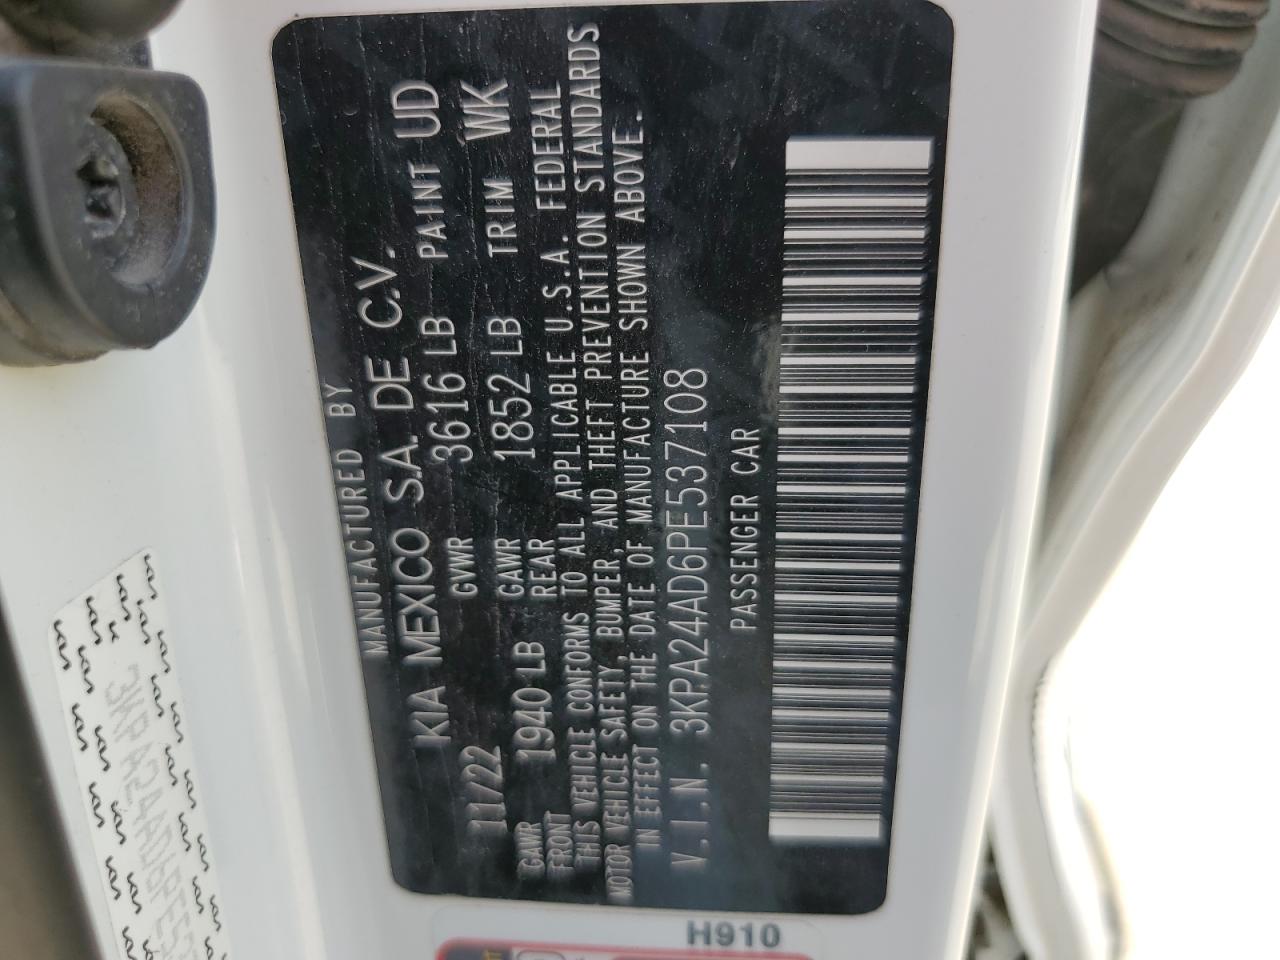 MANUFACTURED BY
KIA MEXICO S.A. DE C.V.
11/22 GVWR 3616 LB PAINT UD
GAWR FRONT 1940 LB GAWR REAR 1852 LB TRIM WK
THIS VEHICLE CONFORMS TO ALL APPLICABLE U.S.A. FEDERAL
MOTOR VEHICLE SAFETY, BUMPER, AND THEFT PREVENTION STANDARDS
IN EFFECT ON THE DATE OF MANUFACTURE SHOWN ABOVE.
V.I.N. 3KPA24AD6PE537108
PASSENGER CAR
H910